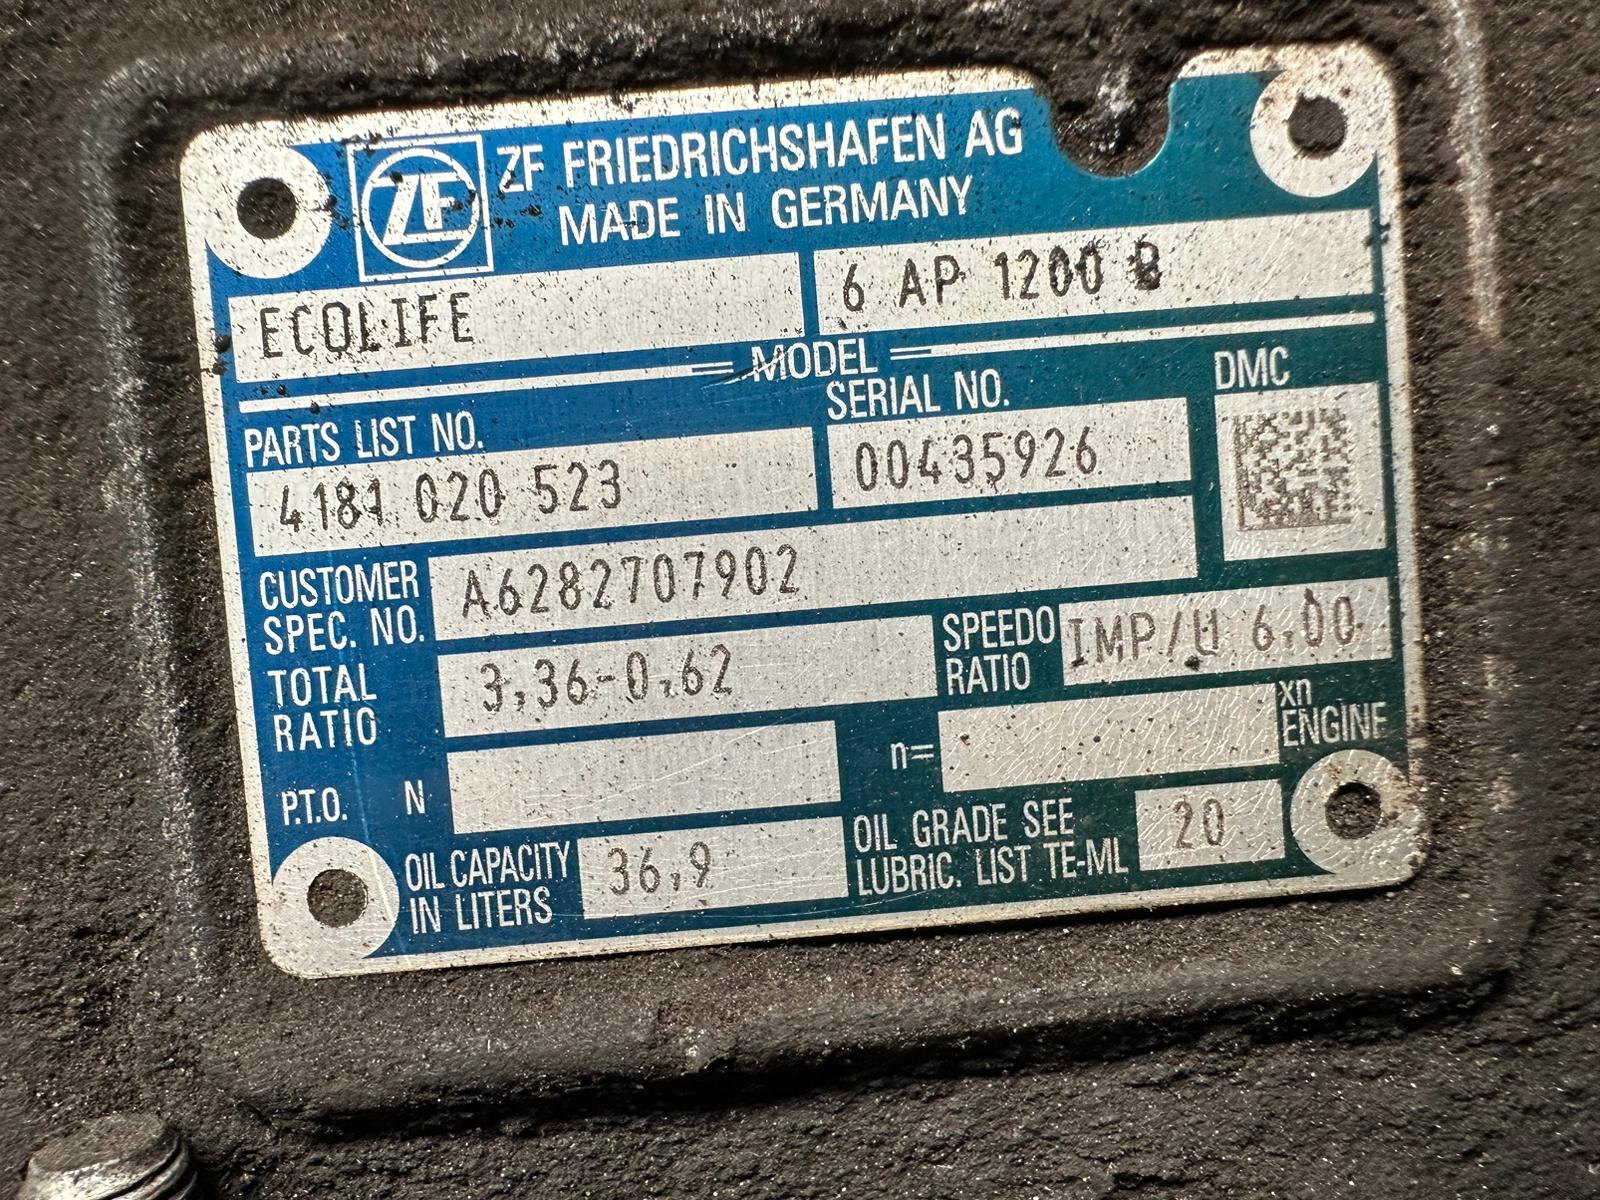 ZF
ZF FRIEDRICHSHAFEN AG
MADE IN GERMANY
ECOLIFE
6 AP 1200 B
MODEL
PARTS LIST NO.
SERIAL NO.
DMC
4181 020 523
00435926
CUSTOMER
SPEC. NO.
A6282707902
TOTAL
RATIO
3,36-0,62
SPEEDO
RATIO
IMP/U 6,00
P.T.O. N
n=
xn
ENGINE
OIL CAPACITY
IN LITERS
36,9
OIL GRADE SEE
LUBRIC. LIST TE-ML
20